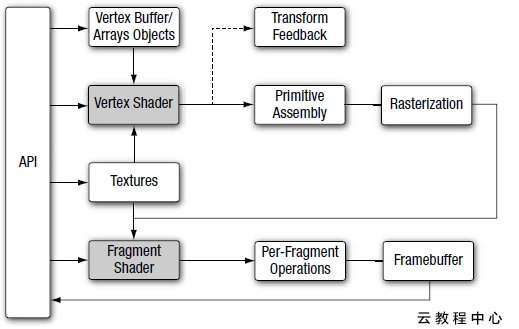 Vertex Buffer/
Arrays Objects
Transform
Feedback
Vertex Shader
Primitive
Assembly
Rasterization
API
Textures
Fragment
Shader
Per-Fragment
Operations
Framebuffer
云教程中心